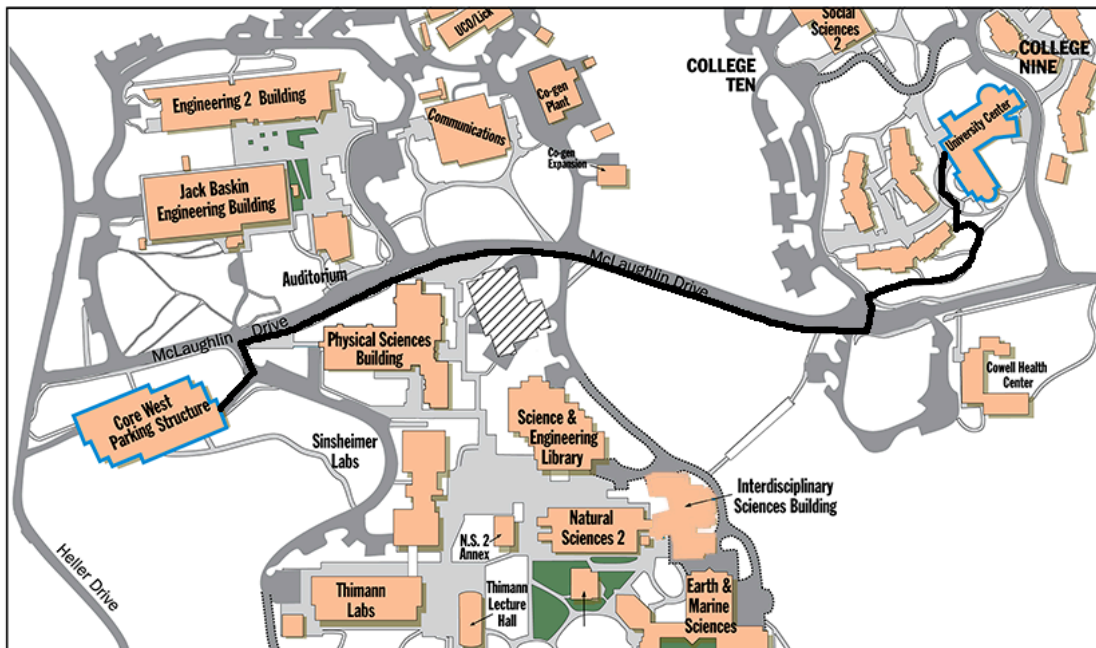 UCO/Lick
Social
Sciences
2
COLLEGE
TEN
COLLEGE
NINE
Engineering 2 Building
Communications
Co-gen
Plant
University Center
Co-gen
Expansion
Jack Baskin
Engineering Building
Auditorium
McLaughlin Drive
McLaughlin Drive
Physical Sciences
Building
Core West
Parking Structure
Cowell Health
Center
Sinsheimer
Labs
Science &
Engineering
Library
Interdisciplinary
Sciences Building
Natural
Sciences 2
N.S. 2
Annex
Heller Drive
Thimann
Labs
Thimann
Lecture
Hall
Earth &
Marine
Sciences